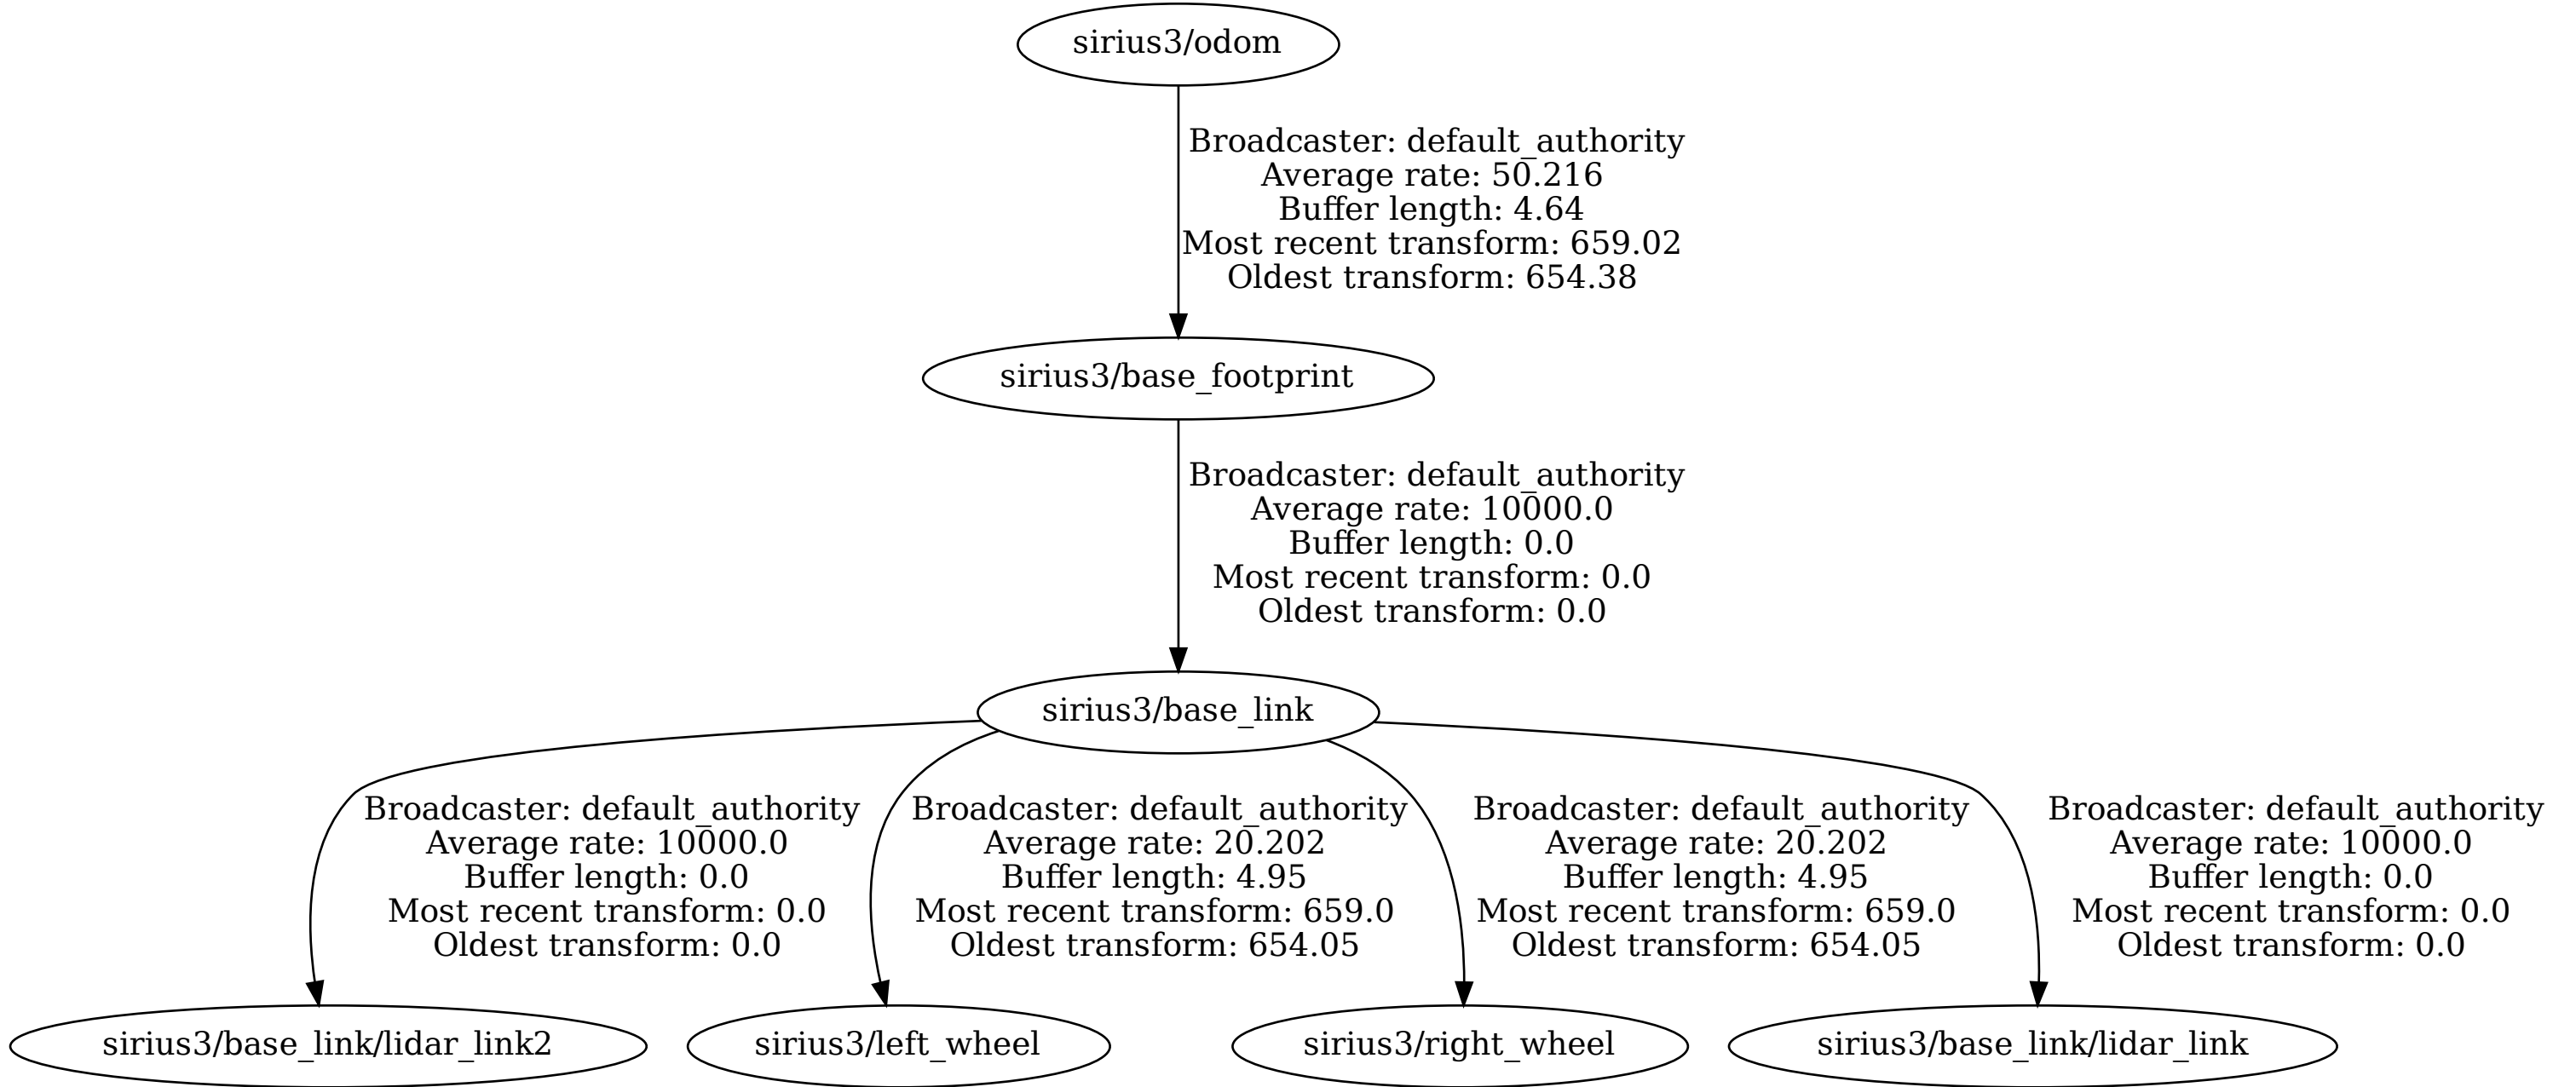 sirius3/odom
Broadcaster: default_authority
Average rate: 50.216
Buffer length: 4.64
Most recent transform: 659.02
Oldest transform: 654.38
sirius3/base_footprint
Broadcaster: default_authority
Average rate: 10000.0
Buffer length: 0.0
Most recent transform: 0.0
Oldest transform: 0.0
sirius3/base_link
Broadcaster: default_authority
Average rate: 10000.0
Buffer length: 0.0
Most recent transform: 0.0
Oldest transform: 0.0
Broadcaster: default_authority
Average rate: 20.202
Buffer length: 4.95
Most recent transform: 659.0
Oldest transform: 654.05
Broadcaster: default_authority
Average rate: 20.202
Buffer length: 4.95
Most recent transform: 659.0
Oldest transform: 654.05
Broadcaster: default_authority
Average rate: 10000.0
Buffer length: 0.0
Most recent transform: 0.0
Oldest transform: 0.0
sirius3/base_link/lidar_link2
sirius3/left_wheel
sirius3/right_wheel
sirius3/base_link/lidar_link